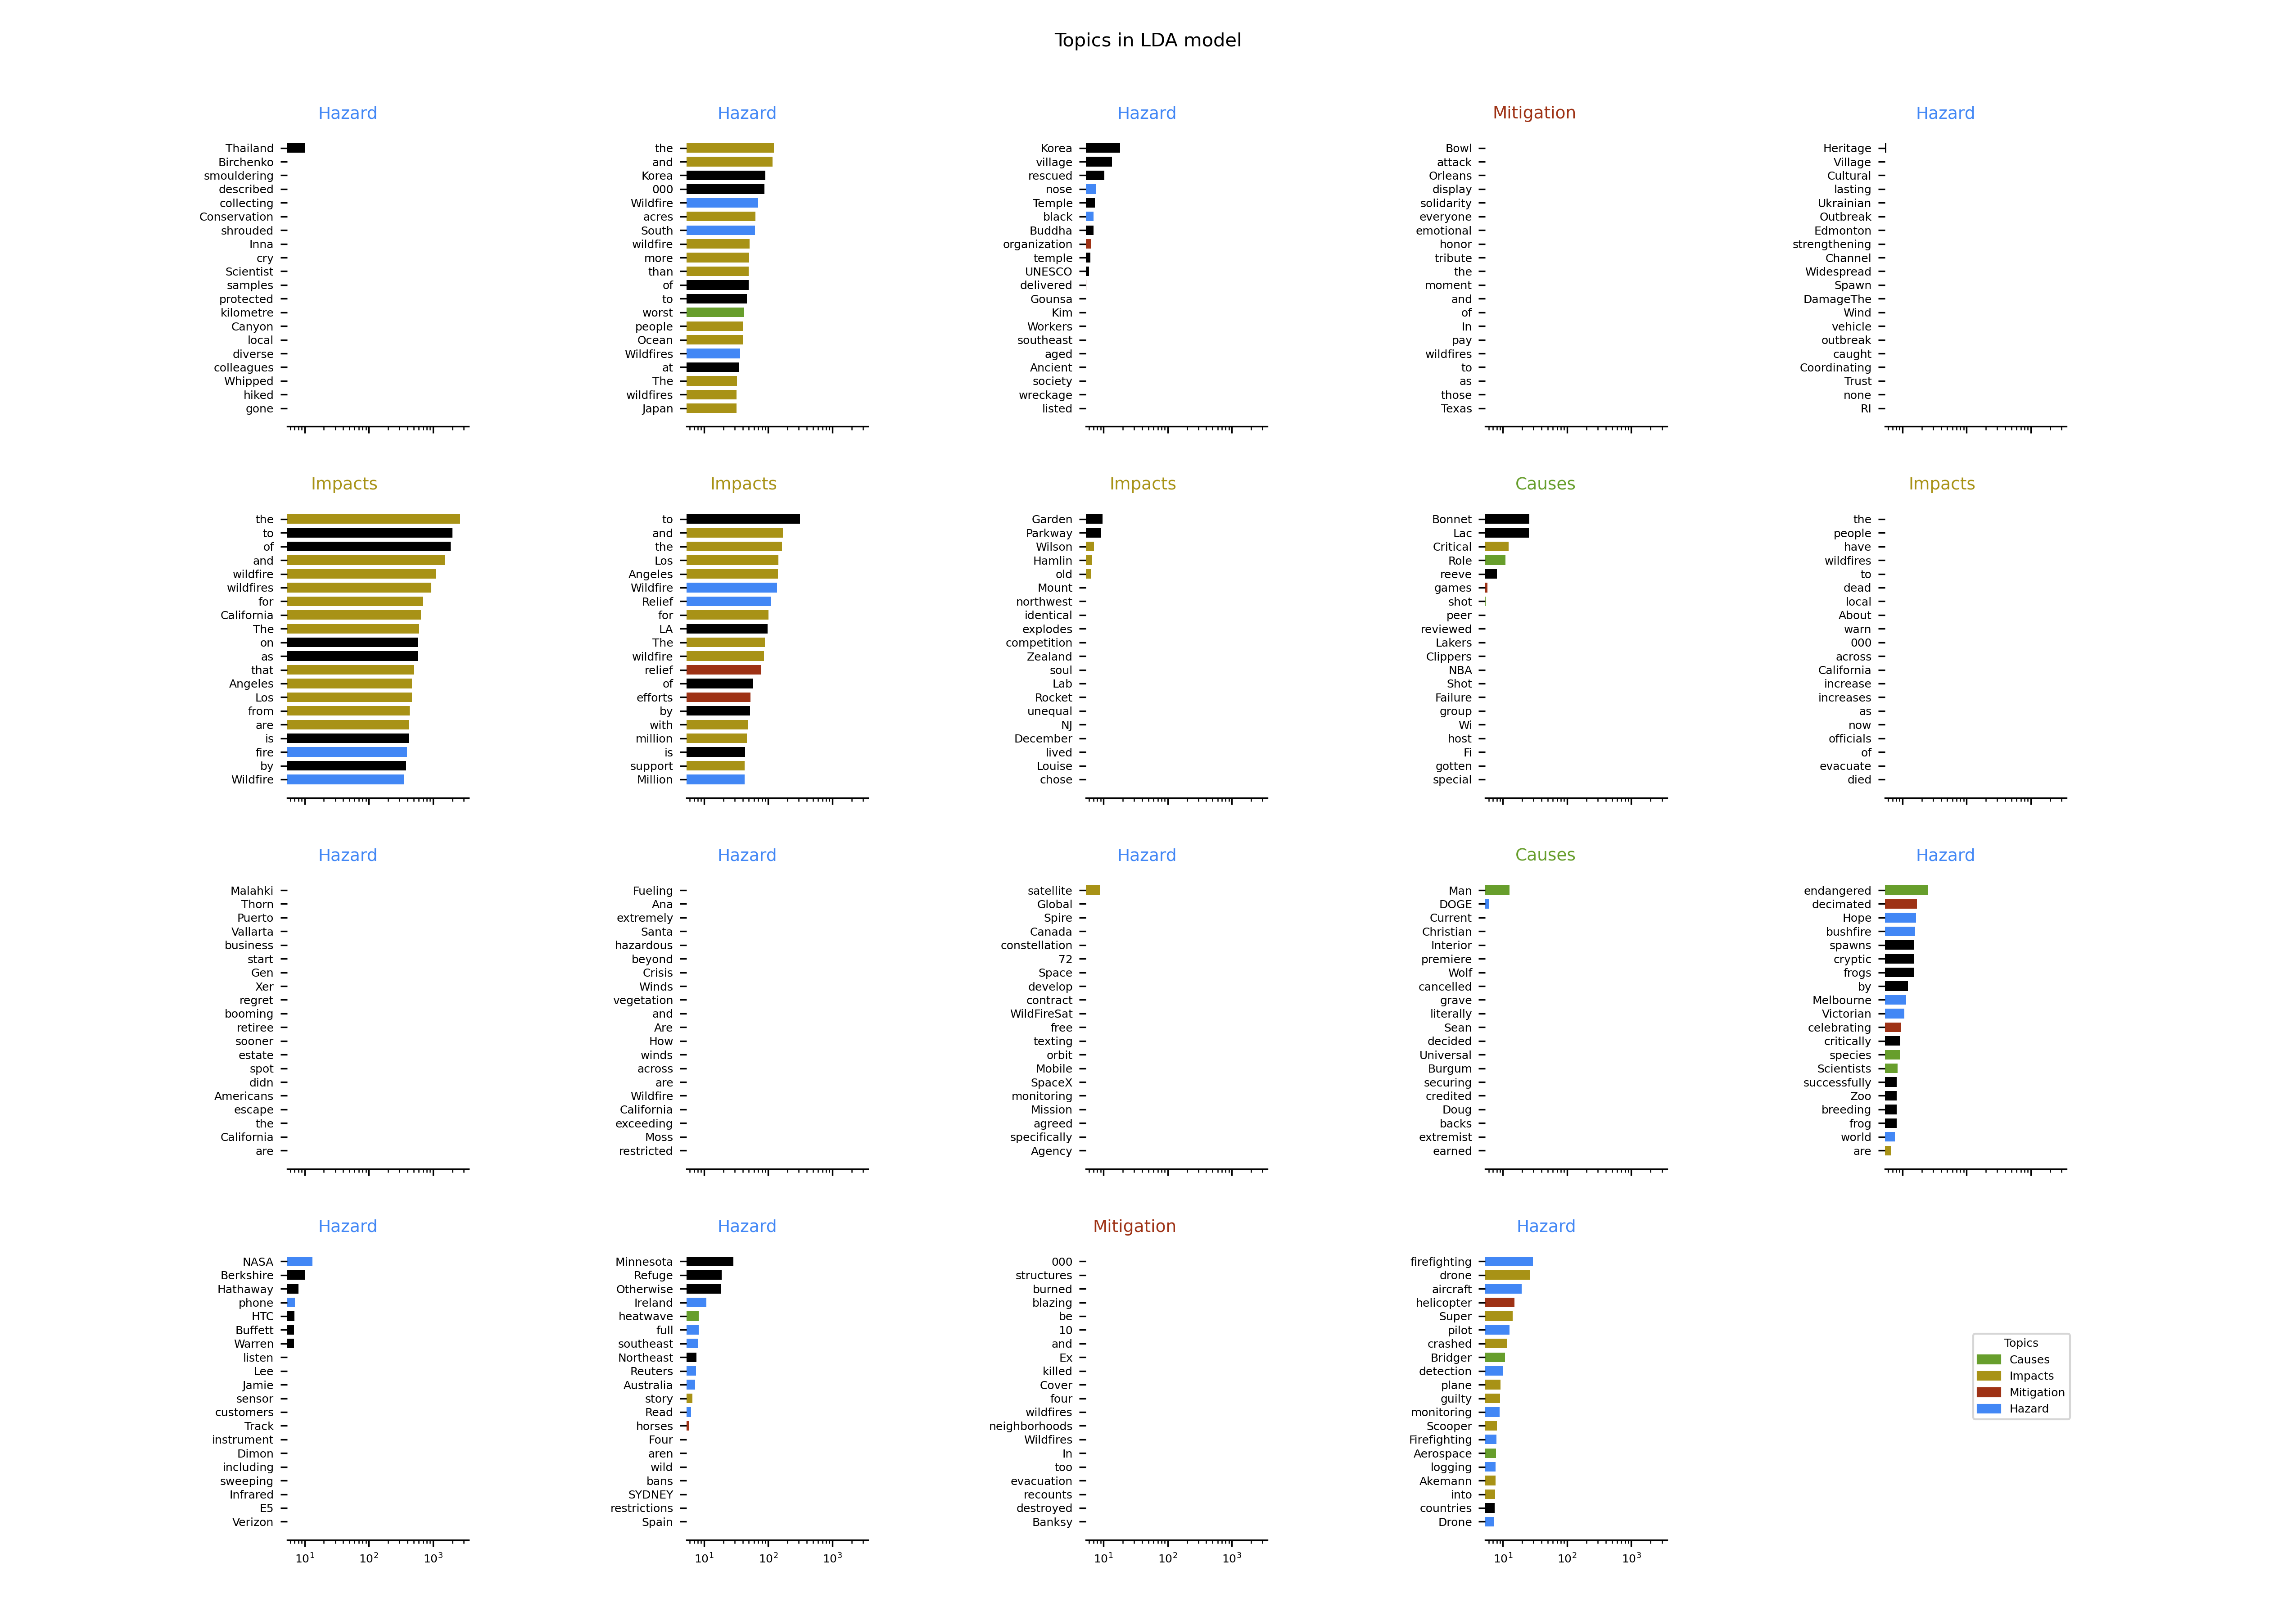 Topics in LDA model
Hazard
Thailand
Birchenko
smouldering
described
collecting
Conservation
shrouded
Inna
cry
Scientist
samples
protected
kilometre
Canyon
local
diverse
colleagues
Whipped
hiked
gone
Hazard
the
and
Korea
000
Wildfire
acres
South
wildfire
more
than
of
to
worst
people
Ocean
Wildfires
at
The
wildfires
Japan
Hazard
Korea
village
rescued
nose
Temple
black
Buddha
organization
temple
UNESCO
delivered
Gounsa
Kim
Workers
southeast
aged
Ancient
society
wreckage
listed
Mitigation
Bowl
attack
Orleans
display
solidarity
everyone
emotional
honor
tribute
the
moment
and
of
In
pay
wildfires
to
as
those
Texas
Hazard
Heritage
Village
Cultural
lasting
Ukrainian
Outbreak
Edmonton
strengthening
Channel
Widespread
Spawn
DamageThe
Wind
vehicle
outbreak
caught
Coordinating
Trust
none
RI
Impacts
the
to
of
and
wildfire
wildfires
for
California
The
on
as
that
Angeles
Los
from
are
is
fire
by
Wildfire
Impacts
to
and
the
Los
Angeles
Wildfire
Relief
for
LA
The
wildfire
relief
of
efforts
by
with
million
is
support
Million
Impacts
Garden
Parkway
Wilson
Hamlin
old
Mount
northwest
identical
explodes
competition
Zealand
soul
Lab
Rocket
unequal
NJ
December
lived
Louise
chose
Causes
Bonnet
Lac
Critical
Role
reeve
games
shot
peer
reviewed
Lakers
Clippers
NBA
Shot
Failure
group
Wi
host
Fi
gotten
special
Impacts
the
people
have
wildfires
to
dead
local
About
warn
000
across
California
increase
increases
as
now
officials
of
evacuate
died
Hazard
Malahki
Thorn
Puerto
Vallarta
business
start
Gen
Xer
regret
booming
retiree
sooner
estate
spot
didn
Americans
escape
the
California
are
Hazard
Fueling
Ana
extremely
Santa
hazardous
beyond
Crisis
Winds
vegetation
and
Are
How
winds
across
are
Wildfire
California
exceeding
Moss
restricted
Hazard
satellite
Global
Spire
Canada
constellation
72
Space
develop
contract
WildFireSat
free
texting
orbit
Mobile
SpaceX
monitoring
Mission
agreed
specifically
Agency
Causes
Man
DOGE
Current
Christian
Interior
premiere
Wolf
cancelled
grave
literally
Sean
decided
Universal
Burgum
securing
credited
Doug
backs
extremist
earned
Hazard
endangered
decimated
Hope
bushfire
spawns
cryptic
frogs
by
Melbourne
Victorian
celebrating
critically
species
Scientists
successfully
Zoo
breeding
frog
world
are
Hazard
NASA
Berkshire
Hathaway
phone
HTC
Buffett
Warren
listen
Lee
Jamie
sensor
customers
Track
instrument
Dimon
including
sweeping
Infrared
E5
Verizon
10¹ 10² 10³
Hazard
Minnesota
Refuge
Otherwise
Ireland
heatwave
full
southeast
Northeast
Reuters
Australia
story
Read
horses
Four
aren
wild
bans
SYDNEY
restrictions
Spain
10¹ 10² 10³
Mitigation
000
structures
burned
blazing
be
10
and
Ex
killed
Cover
four
wildfires
neighborhoods
Wildfires
In
too
evacuation
recounts
destroyed
Banksy
10¹ 10² 10³
Hazard
firefighting
drone
aircraft
helicopter
Super
pilot
crashed
Bridger
detection
plane
guilty
monitoring
Scooper
Firefighting
Aerospace
logging
Akemann
into
countries
Drone
10¹ 10² 10³
Topics
Causes
Impacts
Mitigation
Hazard